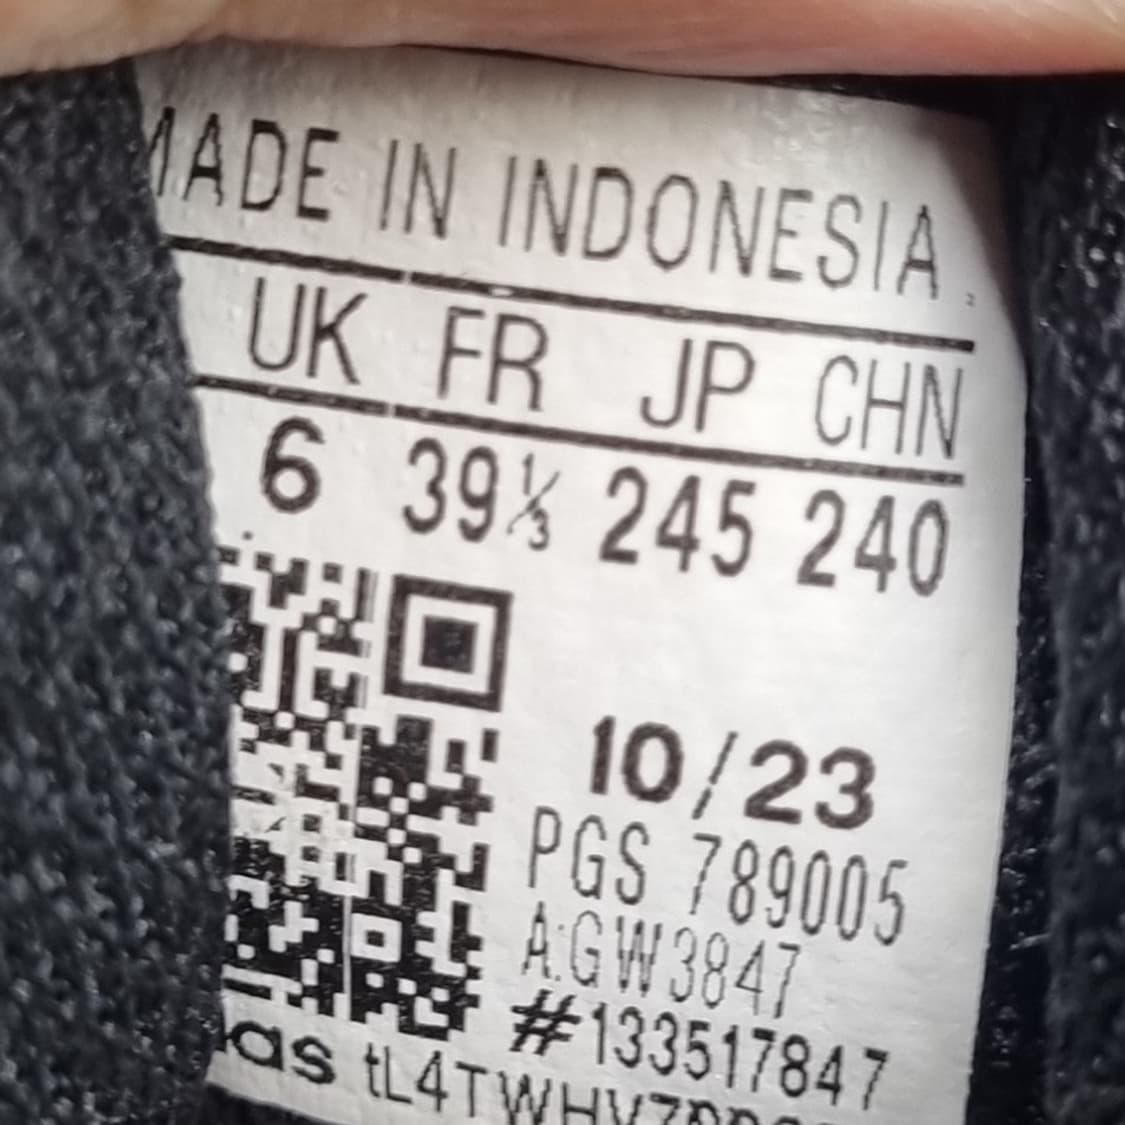 MADE IN INDONESIA
UK FR JP CHN
6 39⅓ 245 240
10/23
PGS 789005
A:GW3847
#133517847